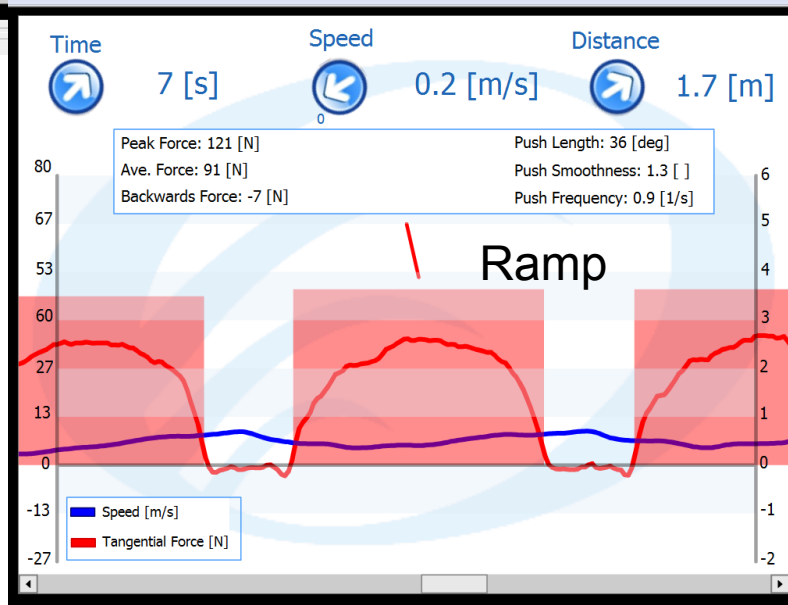 Time
Speed
Distance
7 [s]
0.2 [m/s]
1.7 [m]
0
Peak Force: 121 [N]
Ave. Force: 91 [N]
Backwards Force: -7 [N]
Push Length: 36 [deg]
Push Smoothness: 1.3 [ ]
Push Frequency: 0.9 [1/s]
Ramp
80
67
53
60
27
13
0
-13
-27
6
5
4
3
2
1
0
-1
-2
Speed [m/s]
Tangential Force [N]